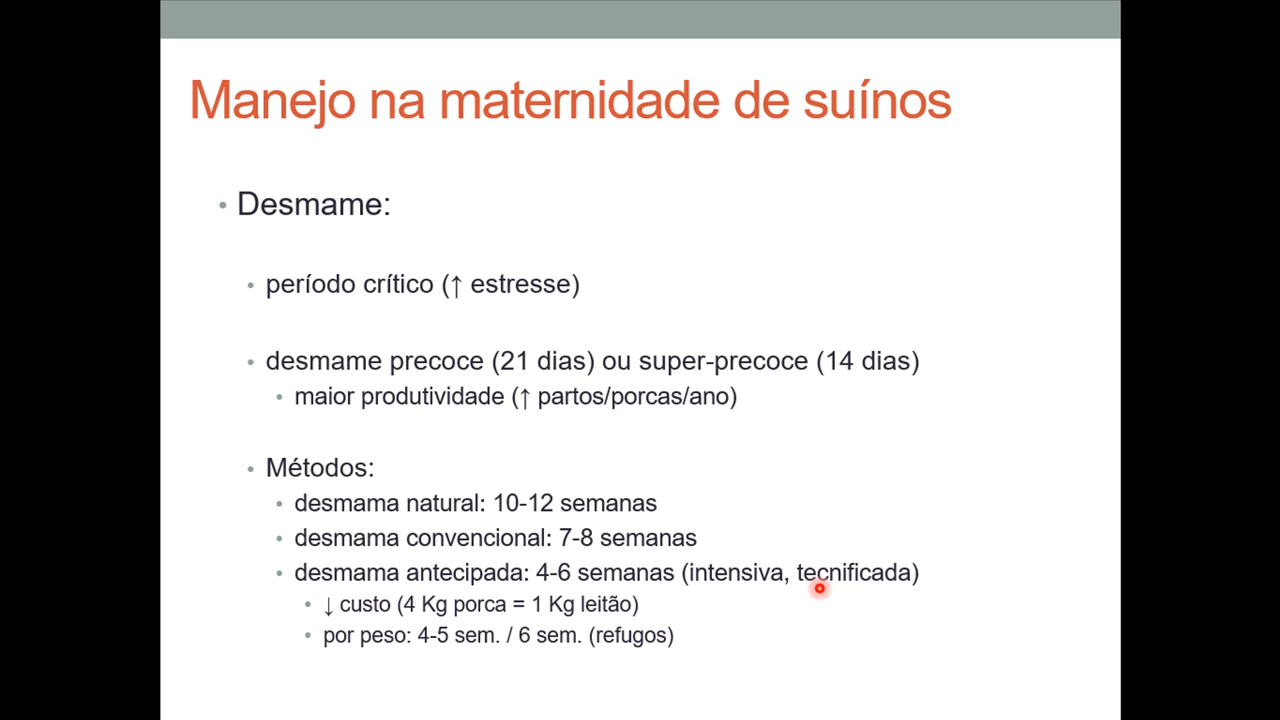 Manejo na maternidade de suínos
• Desmame:
• período crítico (↑ estresse)
• desmame precoce (21 dias) ou super-precoce (14 dias)
• maior produtividade (↑ partos/porcas/ano)
• Métodos:
• desmama natural: 10-12 semanas
• desmama convencional: 7-8 semanas
• desmama antecipada: 4-6 semanas (intensiva, tecnificada)
• ↓ custo (4 Kg porca = 1 Kg leitão)
• por peso: 4-5 sem. / 6 sem. (refugos)